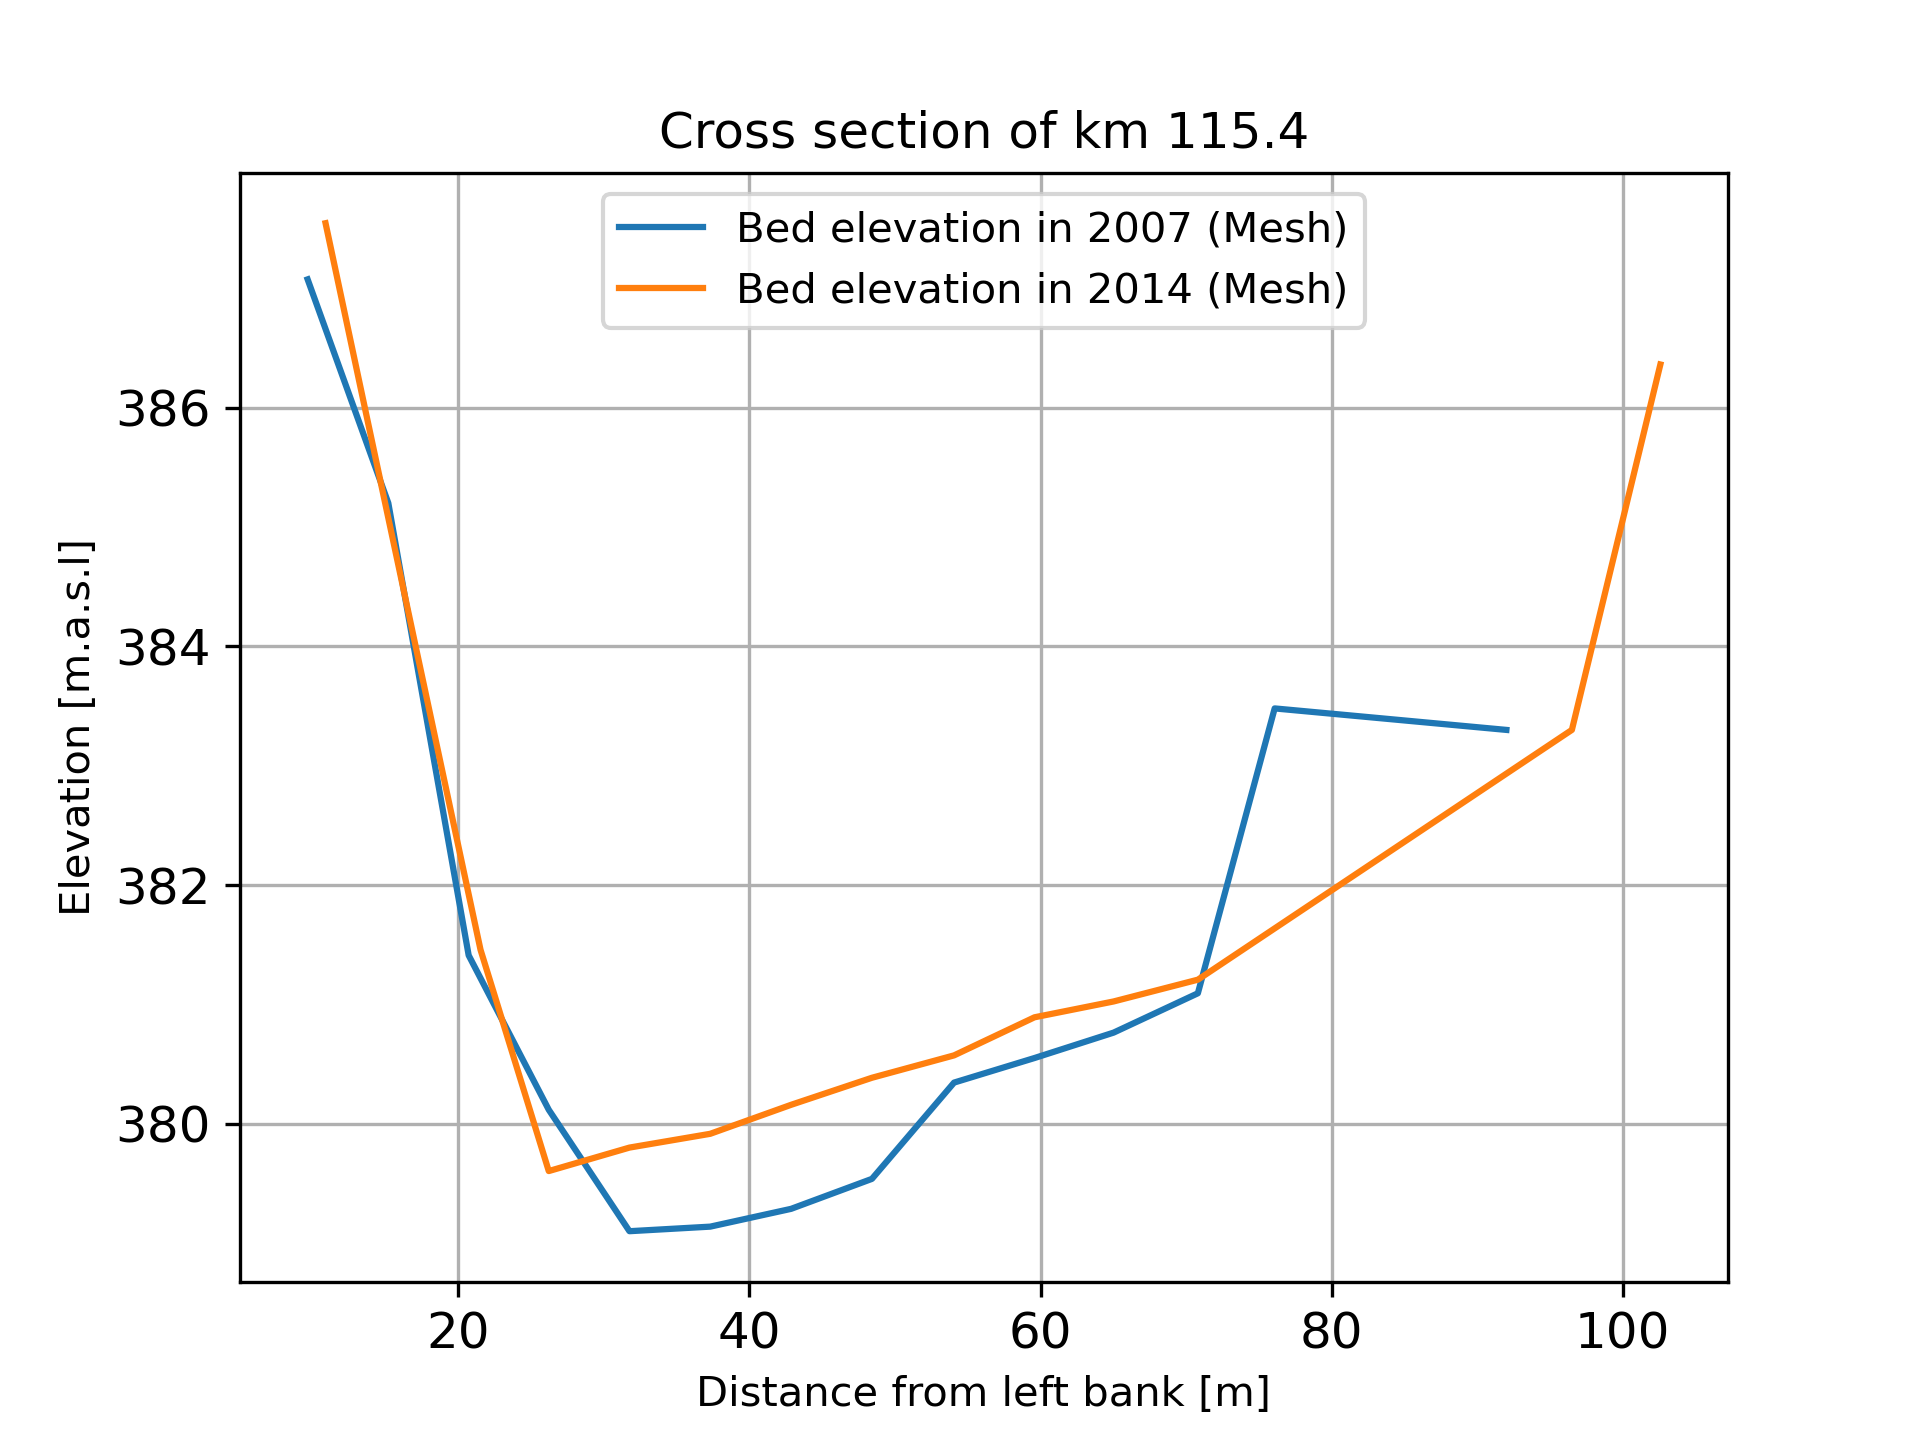 Cross section of km 115.4
Bed elevation in 2007 (Mesh)
Bed elevation in 2014 (Mesh)
Elevation [m.a.s.l]
386
384
382
380
20 40 60 80 100
Distance from left bank [m]